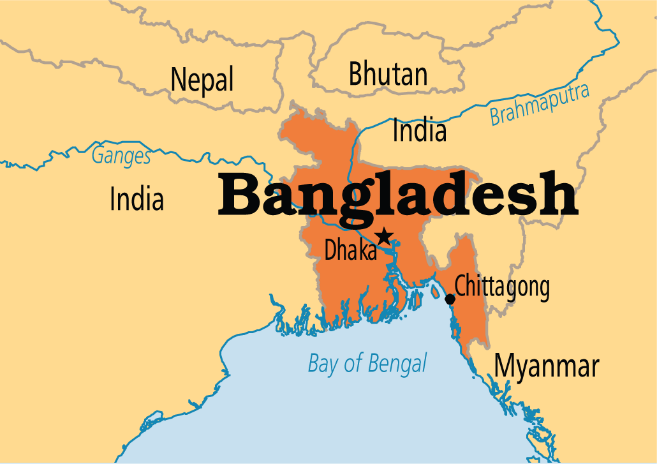 Nepal
Bhutan
Brahmaputra
India
Ganges
India
Bangladesh
Dhaka
Chittagong
Bay of Bengal
Myanmar